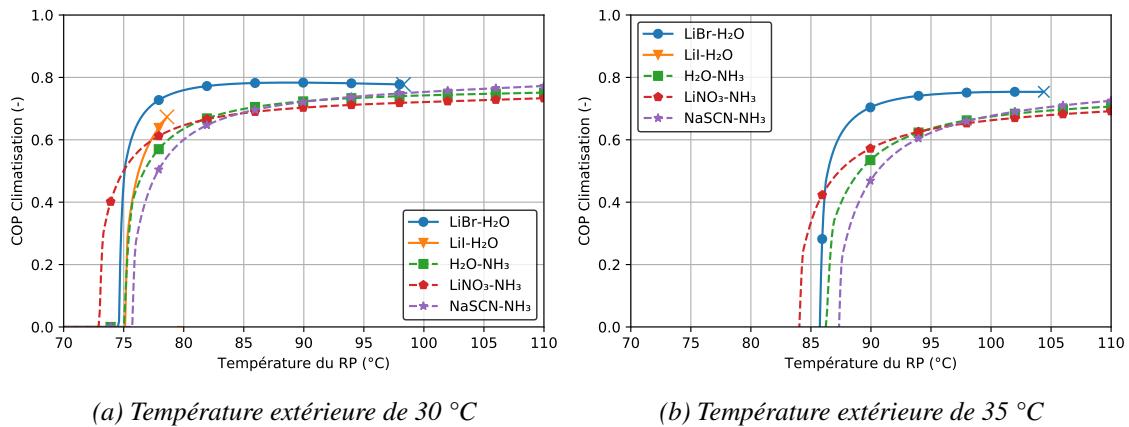 1.0
0.8
0.6
0.4
0.2
0.0
COP Climatisation (-)
70 75 80 85 90 95 100 105 110
Température du RP (°C)
LiBr-H₂O
LiI-H₂O
H₂O-NH₃
LiNO₃-NH₃
NaSCN-NH₃
(a) Température extérieure de 30 °C
1.0
0.8
0.6
0.4
0.2
0.0
COP Climatisation (-)
70 75 80 85 90 95 100 105 110
Température du RP (°C)
LiBr-H₂O
LiI-H₂O
H₂O-NH₃
LiNO₃-NH₃
NaSCN-NH₃
(b) Température extérieure de 35 °C